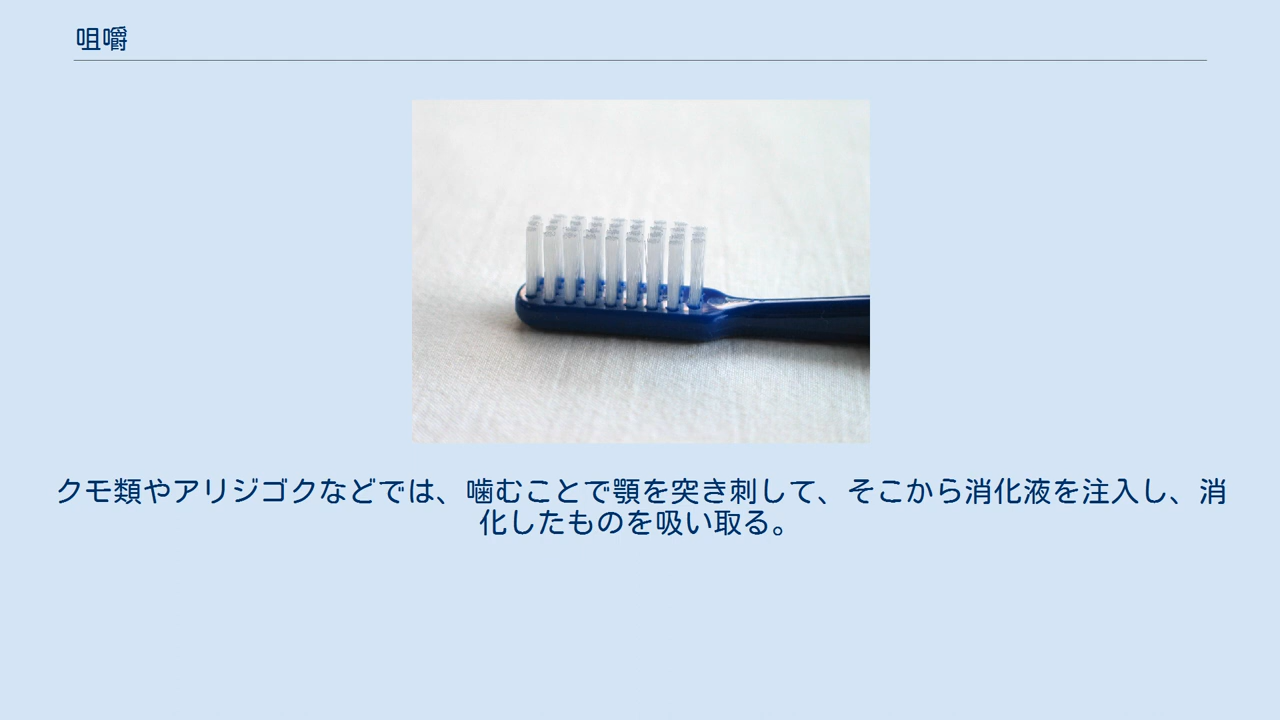 咀嚼
クモ類やアリジゴクなどでは、噛むことで顎を突き刺して、そこから消化液を注入し、消
化したものを吸い取る。